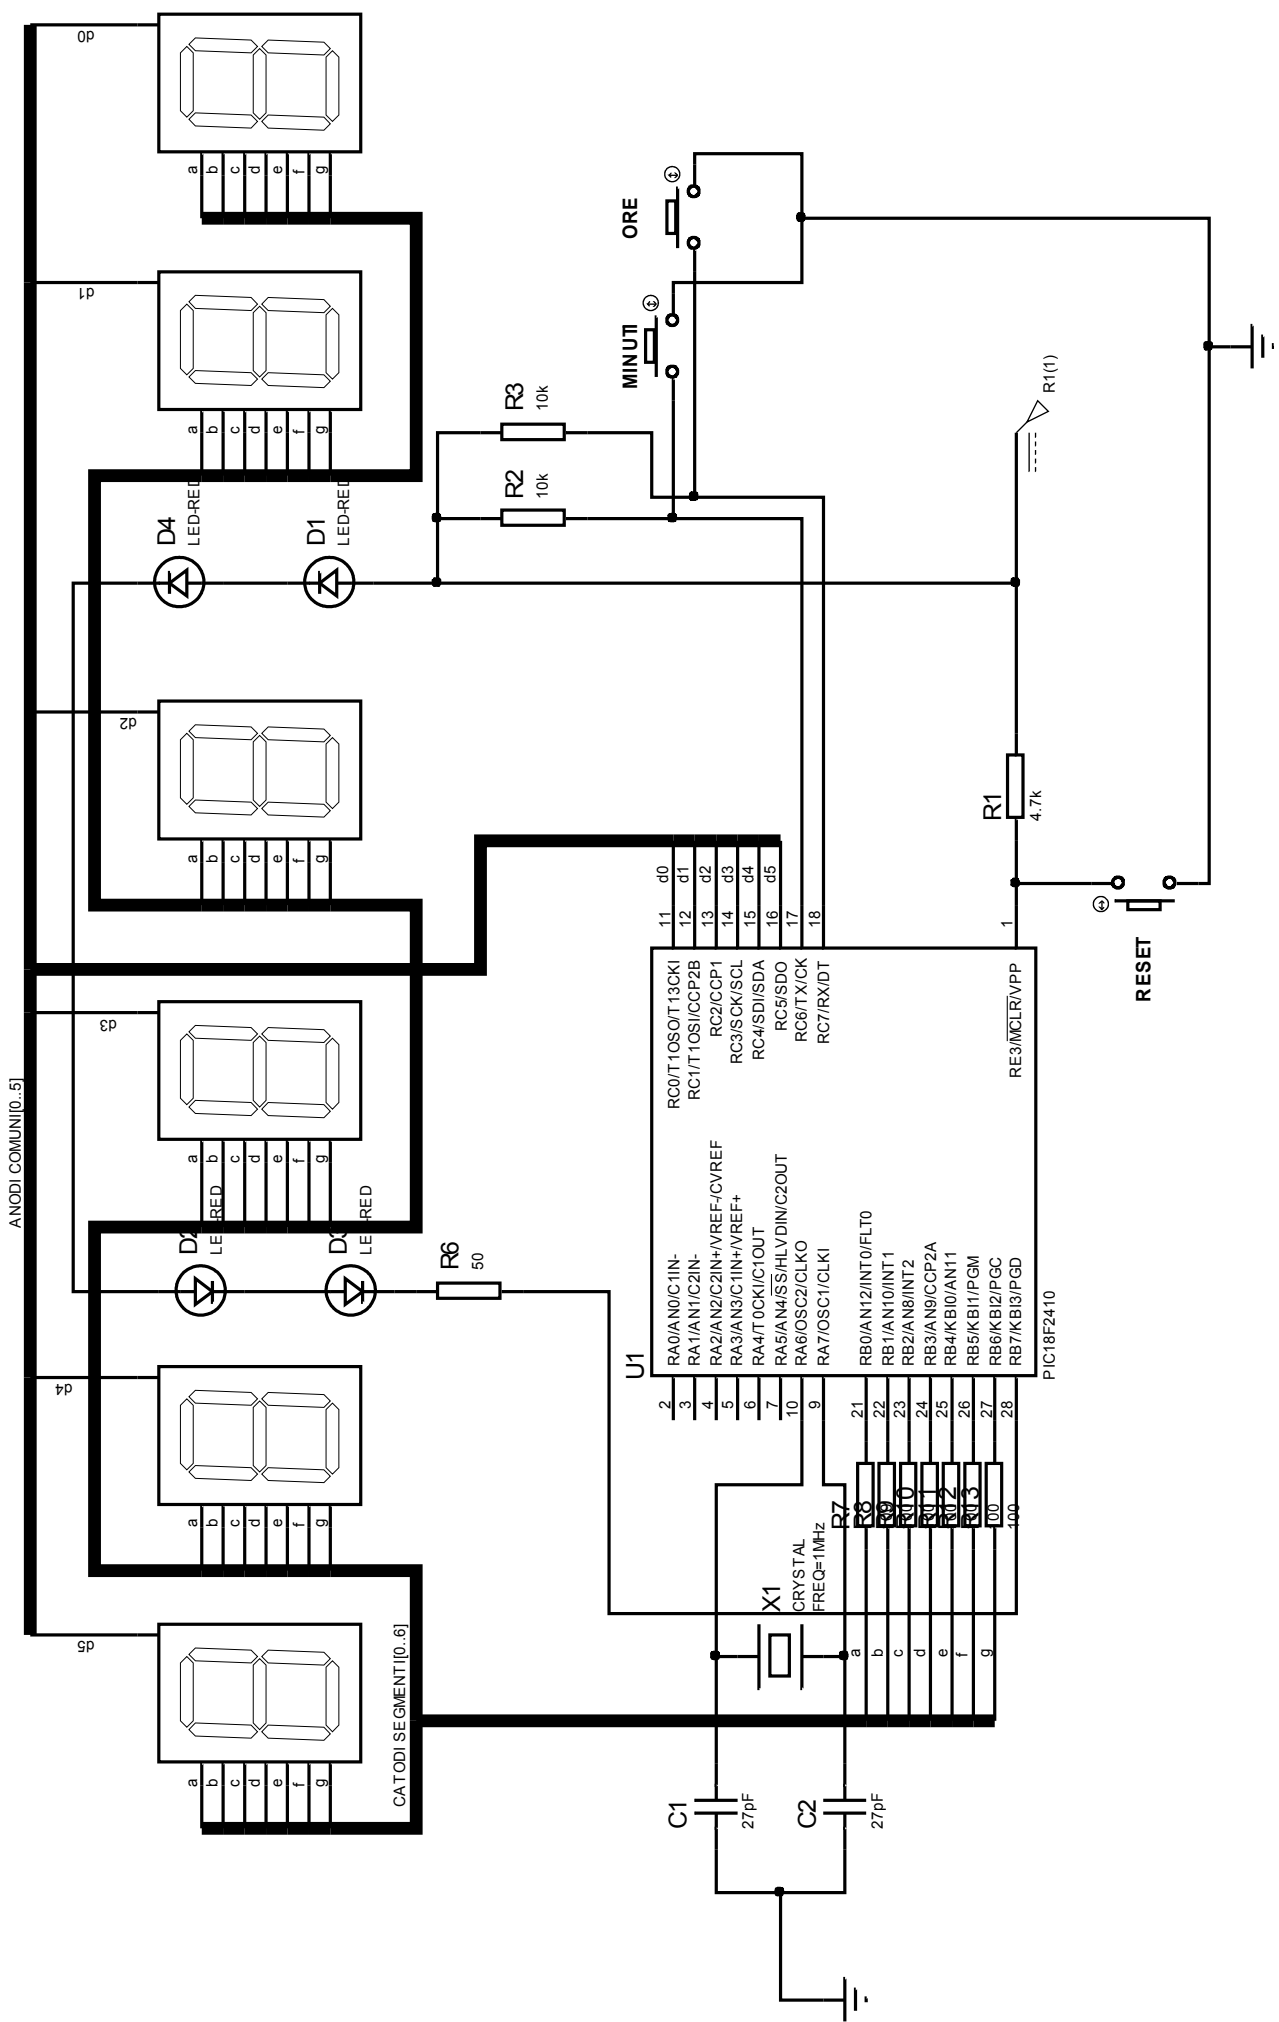 ANODI COMUNI[0..5]
d5
d4
d3
d2
d1
d0
a
b
c
d
e
f
g
a
b
c
d
e
f
g
a
b
c
d
e
f
g
a
b
c
d
e
f
g
a
b
c
d
e
f
g
a
b
c
d
e
f
g
CATODI SEGMENTI[0..6]
LED-RED
LED-RED
D4
LED-RED
D1
LED-RED
R6
50
R2
10k
R3
10k
MINUTI
ORE
U1
2
3
4
5
6
7
10
9
21
22
23
24
25
26
27
28
RA0/AN0/C1IN-
RA1/AN1/C2IN-
RA2/AN2/C2IN+/VREF-/CVREF
RA3/AN3/C1IN+/VREF+
RA4/T0CKI/C1OUT
RA5/AN4/SS/HLVDIN/C2OUT
RA6/OSC2/CLKO
RA7/OSC1/CLKI
RB0/AN12/INT0/FLT0
RB1/AN10/INT1
RB2/AN8/INT2
RB3/AN9/CCP2A
RB4/KBI0/AN11
RB5/KBI1/PGM
RB6/KBI2/PGC
RB7/KBI3/PGD
RC0/T1OSO/T13CKI
RC1/T1OSI/CCP2B
RC2/CCP1
RC3/SCK/SCL
RC4/SDI/SDA
RC5/SDO
RC6/TX/CK
RC7/RX/DT
RE3/MCLR/VPP
11
12
13
14
15
16
17
18
1
d0
d1
d2
d3
d4
d5
PIC18F2410
C1
27pF
C2
27pF
X1
CRYSTAL
FREQ=1MHz
a
b
c
d
e
f
g
R7
R8
R9
R10
R11
R12
R13
100
100
R1
4.7k
R1(1)
RESET